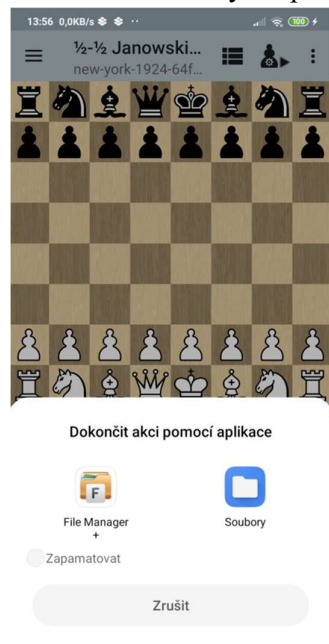 13:56 0,0KB/s
100
½-½ Janowski...
new-york-1924-64f...
Dokončit akci pomocí aplikace
F
File Manager
+
Soubory
Zapamatovat
Zrušit